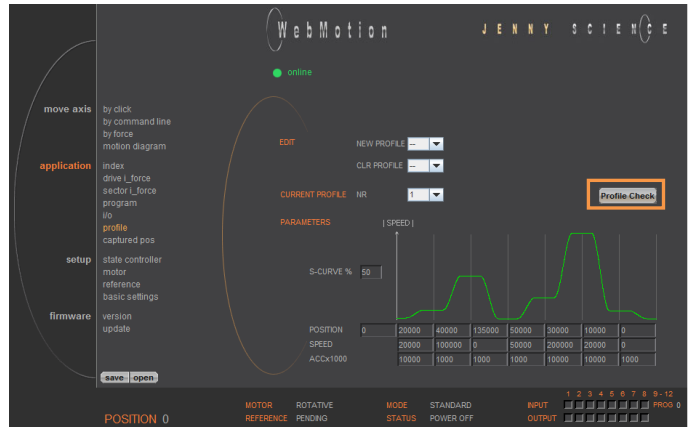 WebMotion
JENNY SCIENCE
online
move axis
by click
by command line
by force
motion diagram
application
index
drive i_force
sector i_force
program
i/o
profile
captured pos
setup
state controller
motor
reference
basic settings
firmware
version
update
save open
EDIT NEW PROFILE --
CLR PROFILE --
CURRENT PROFILE NR 1 Profile Check
PARAMETERS | SPEED |
S-CURVE % 50
POSITION 0 20000 40000 135000 50000 30000 10000 0
SPEED 20000 100000 0 50000 200000 20000 0
ACCx1000 10000 1000 1000 1000 10000 10000 1000
1 2 3 4 5 6 7 8 9-12
MOTOR ROTATIVE MODE STANDARD INPUT PROG 0
POSITION 0 REFERENCE PENDING STATUS POWER OFF OUTPUT